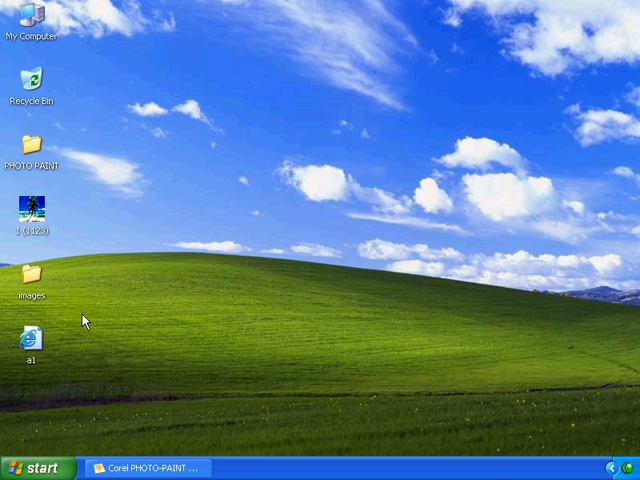 My Computer
Recycle Bin
PHOTO PAINT
1 (1123)
images
a1
start
Corel PHOTO-PAINT ...